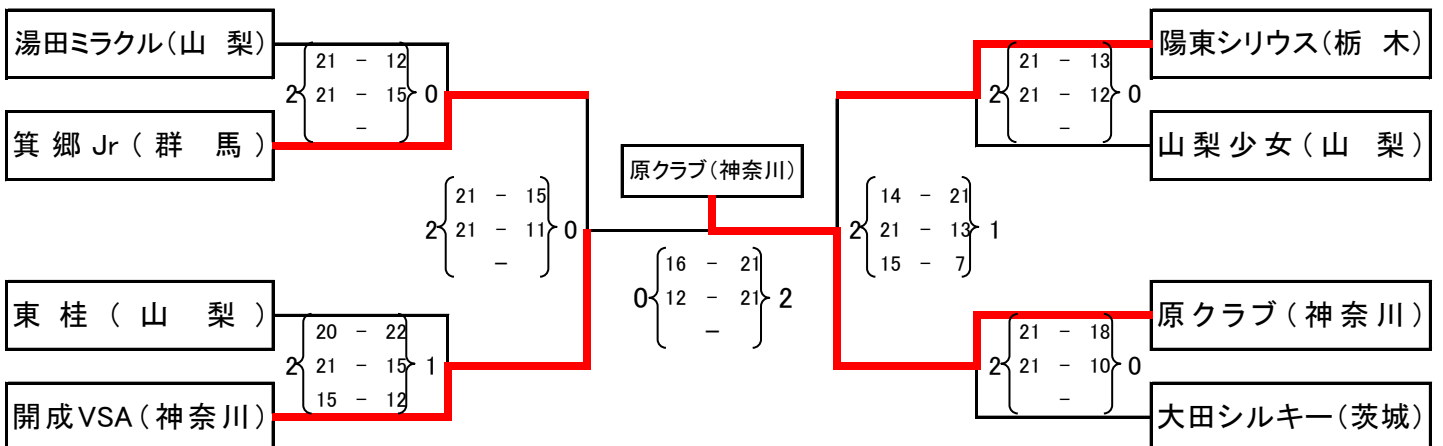 湯田ミラクル(山 梨)
2 21 - 12 0
21 - 15
-
箕郷Jr(群 馬)
陽東シリウス(栃 木)
2 21 - 13 0
21 - 12
-
山梨少女(山 梨)
原クラブ(神奈川)
2 21 - 15 0
21 - 11
-
2 14 - 21 1
21 - 13
15 - 7
0 16 - 21 2
12 - 21
-
東桂(山 梨)
2 20 - 22 1
21 - 15
15 - 12
開成VSA(神奈川)
原クラブ(神奈川)
2 21 - 18 0
21 - 10
-
大田シルキー(茨城)